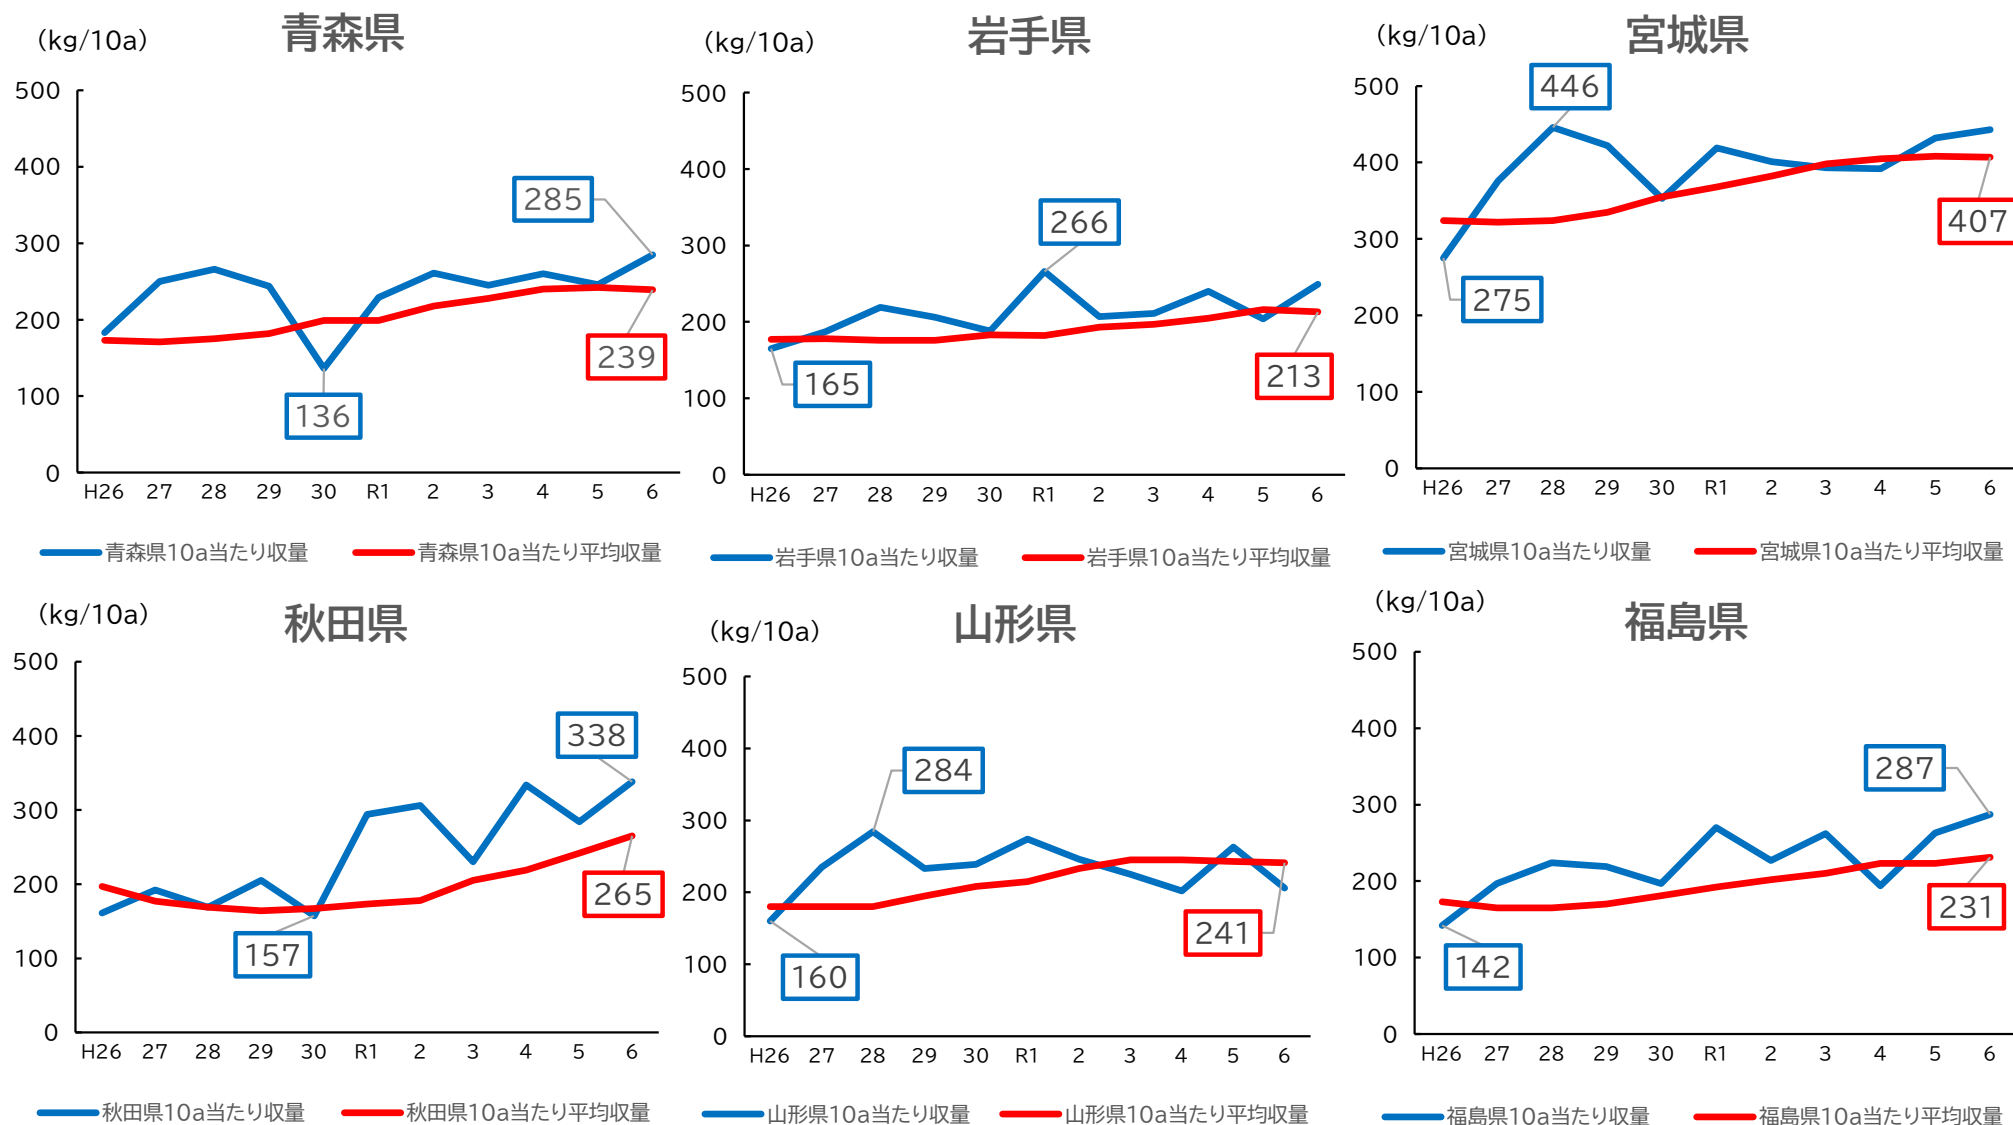 (kg/10a)
青森県
500
400
300
200
100
0
285
136
239
H26 27 28 29 30 R1 2 3 4 5 6
青森県10a当たり収量 青森県10a当たり平均収量
(kg/10a)
岩手県
500
400
300
200
100
0
266
165
213
H26 27 28 29 30 R1 2 3 4 5 6
岩手県10a当たり収量 岩手県10a当たり平均収量
(kg/10a)
宮城県
500
400
300
200
100
0
446
275
407
H26 27 28 29 30 R1 2 3 4 5 6
宮城県10a当たり収量 宮城県10a当たり平均収量
(kg/10a)
秋田県
500
400
300
200
100
0
338
157
265
H26 27 28 29 30 R1 2 3 4 5 6
秋田県10a当たり収量 秋田県10a当たり平均収量
(kg/10a)
山形県
500
400
300
200
100
0
284
160
241
H26 27 28 29 30 R1 2 3 4 5 6
山形県10a当たり収量 山形県10a当たり平均収量
(kg/10a)
福島県
500
400
300
200
100
0
287
142
231
H26 27 28 29 30 R1 2 3 4 5 6
福島県10a当たり収量 福島県10a当たり平均収量